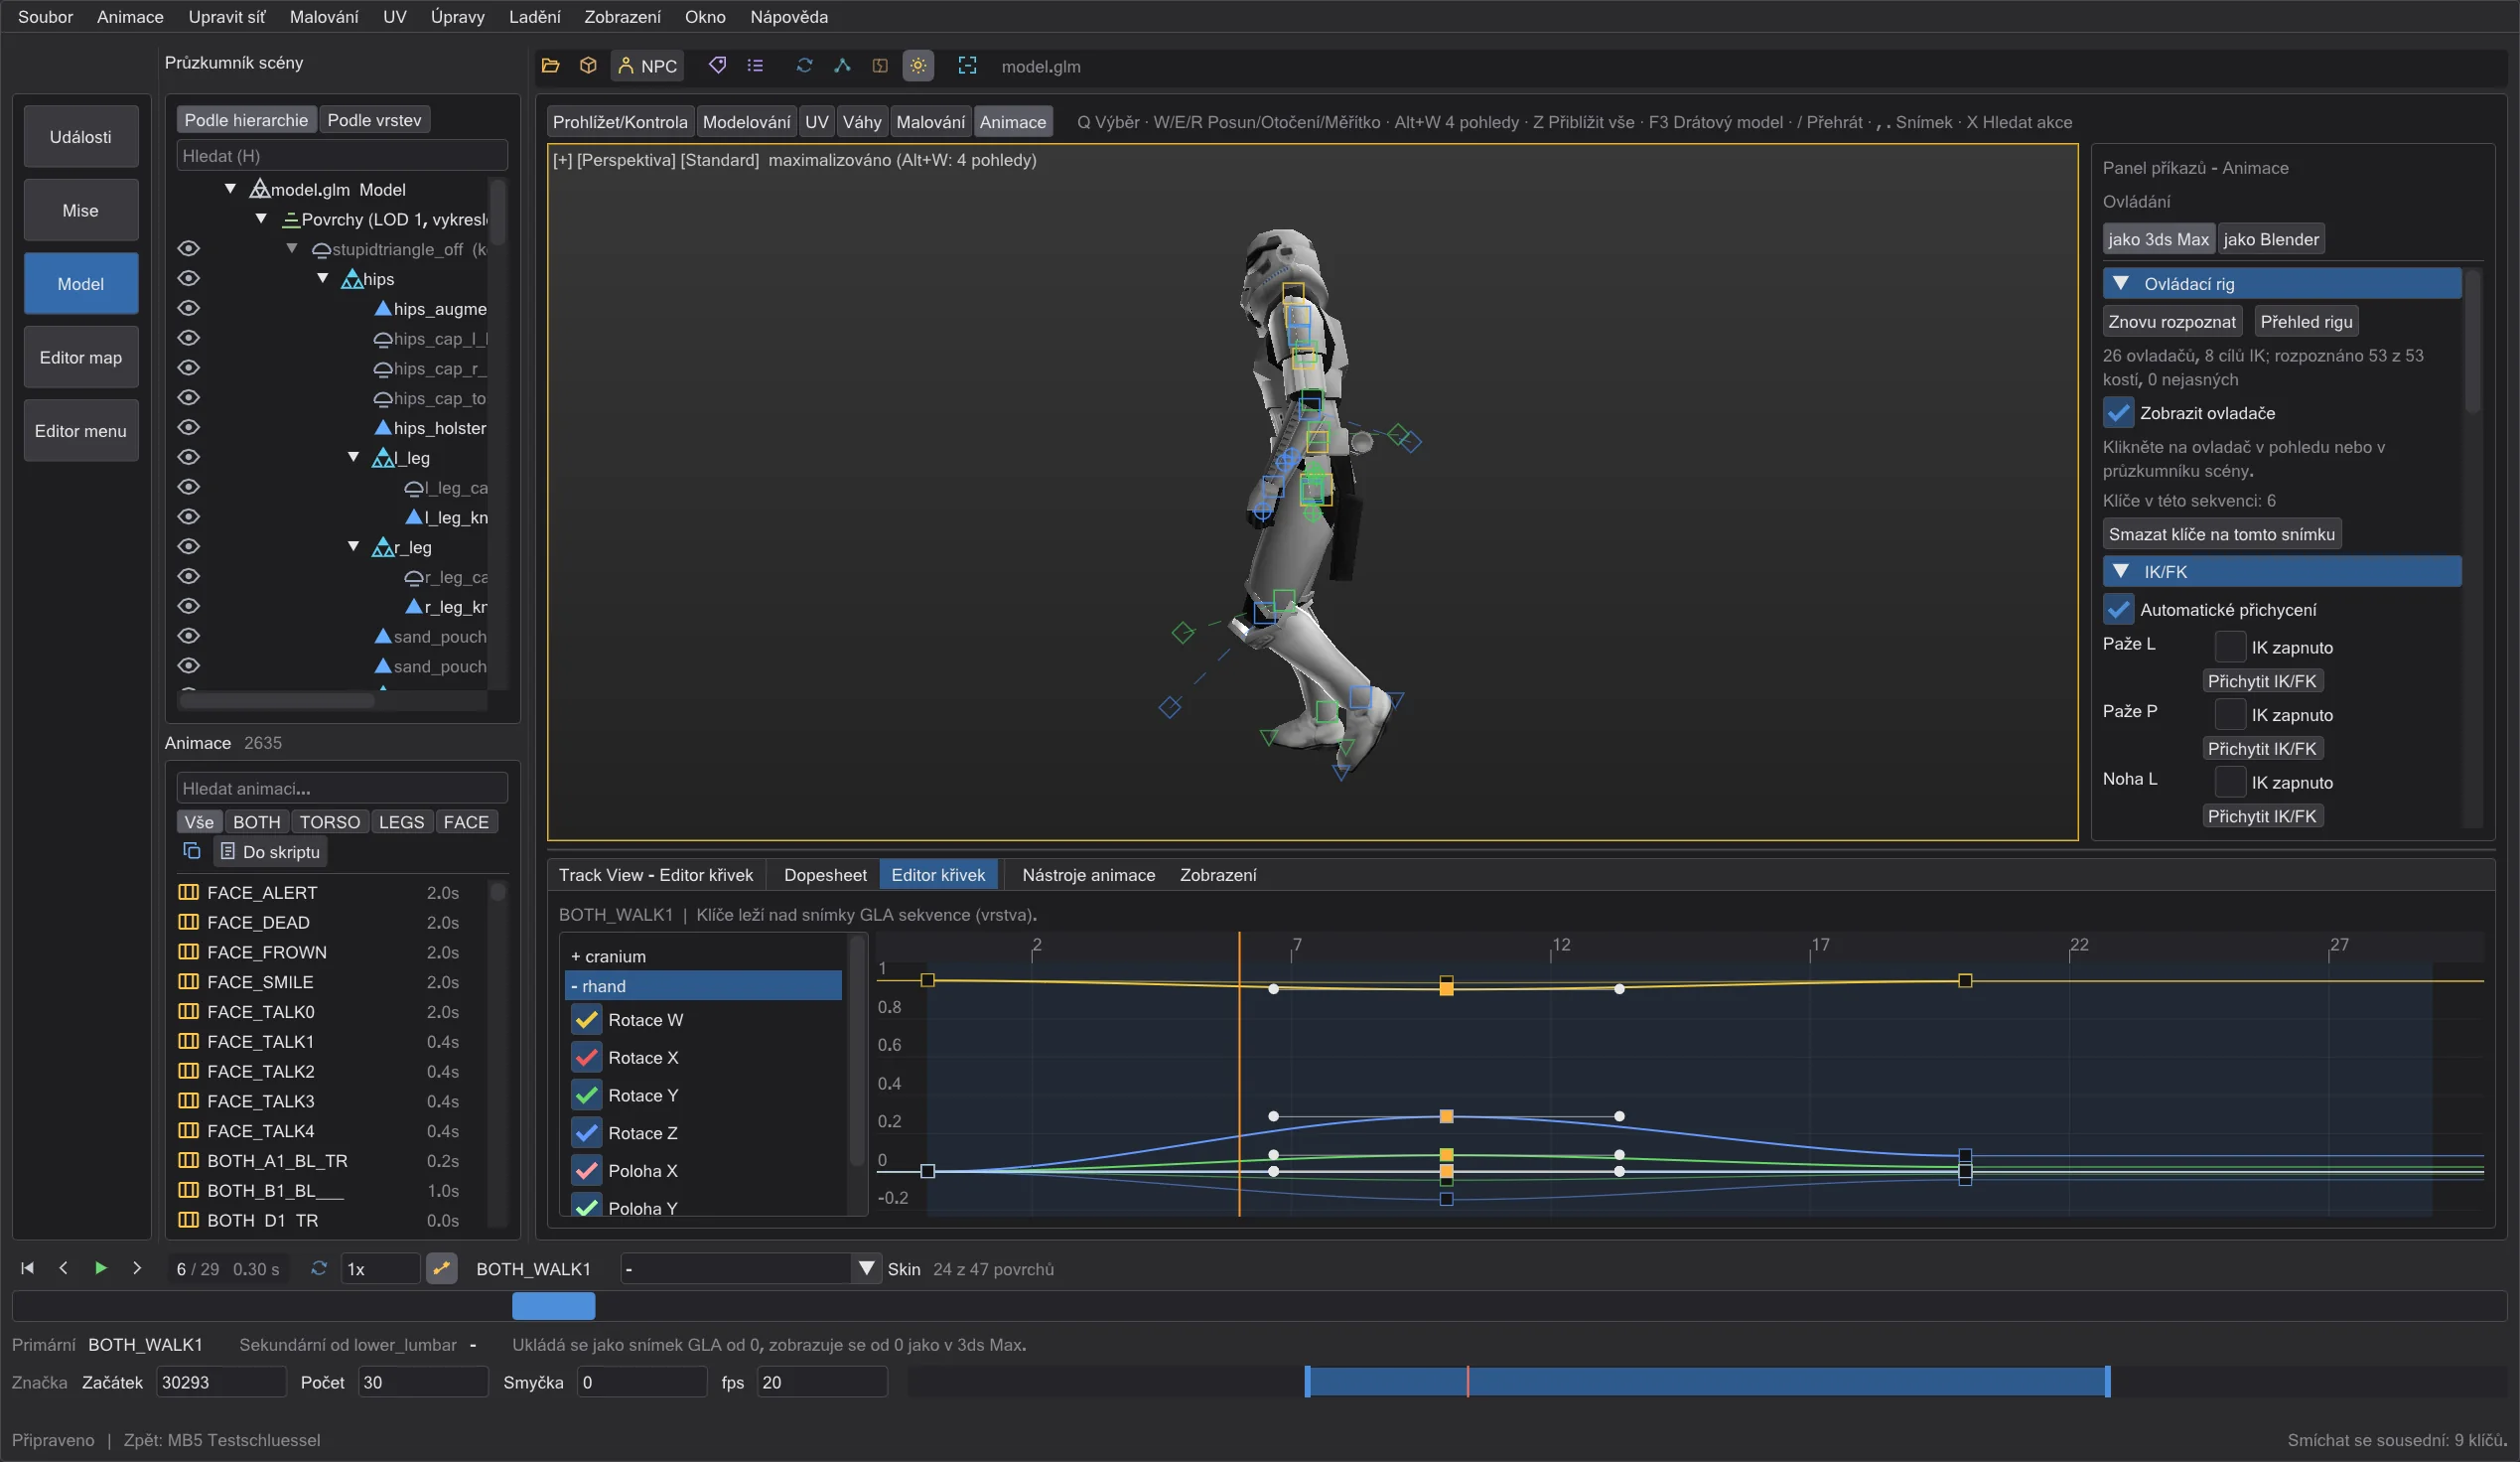 Soubor Animace Upravit síť Malování UV Úpravy Ladění Zobrazení Okno Nápověda
Průzkumník scény
NPC
model.glm
Události
Mise
Model
Editor map
Editor menu
Podle hierarchie Podle vrstev
Hledat (H)
model.glm Model
Povrchy (LOD 1, vykresl
stupidtriangle_off (k
hips
hips_augme
hips_cap_l_l
hips_cap_r_
hips_cap_to
hips_holster
l_leg
l_leg_ca
l_leg_kn
r_leg
r_leg_ca
r_leg_kr
sand_pouch
sand_pouch
Animace 2635
Hledat animaci...
Vše BOTH TORSO LEGS FACE
Do skriptu
FACE_ALERT 2.0s
FACE_DEAD 2.0s
FACE_FROWN 2.0s
FACE_SMILE 2.0s
FACE_TALK0 2.0s
FACE_TALK1 0.4s
FACE_TALK2 0.4s
FACE_TALK3 0.4s
FACE_TALK4 0.4s
BOTH_A1_BL_TR 0.2s
BOTH_B1_BL___ 1.0s
BOTH_D1_TR 0.0s
Prohlížet/Kontrola Modelování UV Váhy Malování Animace
Q Výběr · W/E/R Posun/Otočení/Měřítko · Alt+W 4 pohledy · Z Přiblížit vše · F3 Drátový model · / Přehrát · , . Snímek · X Hledat akce
[+] [Perspektiva] [Standard] maximalizováno (Alt+W: 4 pohledy)
Panel příkazů - Animace
Ovládání
jako 3ds Max jako Blender
Ovládací rig
Znovu rozpoznat Přehled rigu
26 ovladačů, 8 cílů IK; rozpoznáno 53 z 53
kostí, 0 nejasných
Zobrazit ovladače
Klikněte na ovladač v pohledu nebo v
průzkumníku scény.
Klíče v této sekvenci: 6
Smazat klíče na tomto snímku
IK/FK
Automatické přichycení
Paže L IK zapnuto
Přichytit IK/FK
Paže P IK zapnuto
Přichytit IK/FK
Noha L IK zapnuto
Přichytit IK/FK
Track View - Editor křivek Dopesheet Editor křivek Nástroje animace Zobrazení
BOTH_WALK1 | Klíče leží nad snímky GLA sekvence (vrstva).
+ cranium
- rhand
Rotace W
Rotace X
Rotace Y
Rotace Z
Poloha X
Poloha Y
2 7 12 17 22 27
1
0.8
0.6
0.4
0.2
0
-0.2
6 / 29 0.30 s 1x BOTH_WALK1 - Skin 24 z 47 povrchů
Primární BOTH_WALK1 Sekundární od lower_lumbar - Ukládá se jako snímek GLA od 0, zobrazuje se od 0 jako v 3ds Max.
Značka Začátek 30293 Počet 30 Smyčka 0 fps 20
Připraveno | Zpět: MB5 Testschluessel
Smíchat se sousední: 9 klíčů.